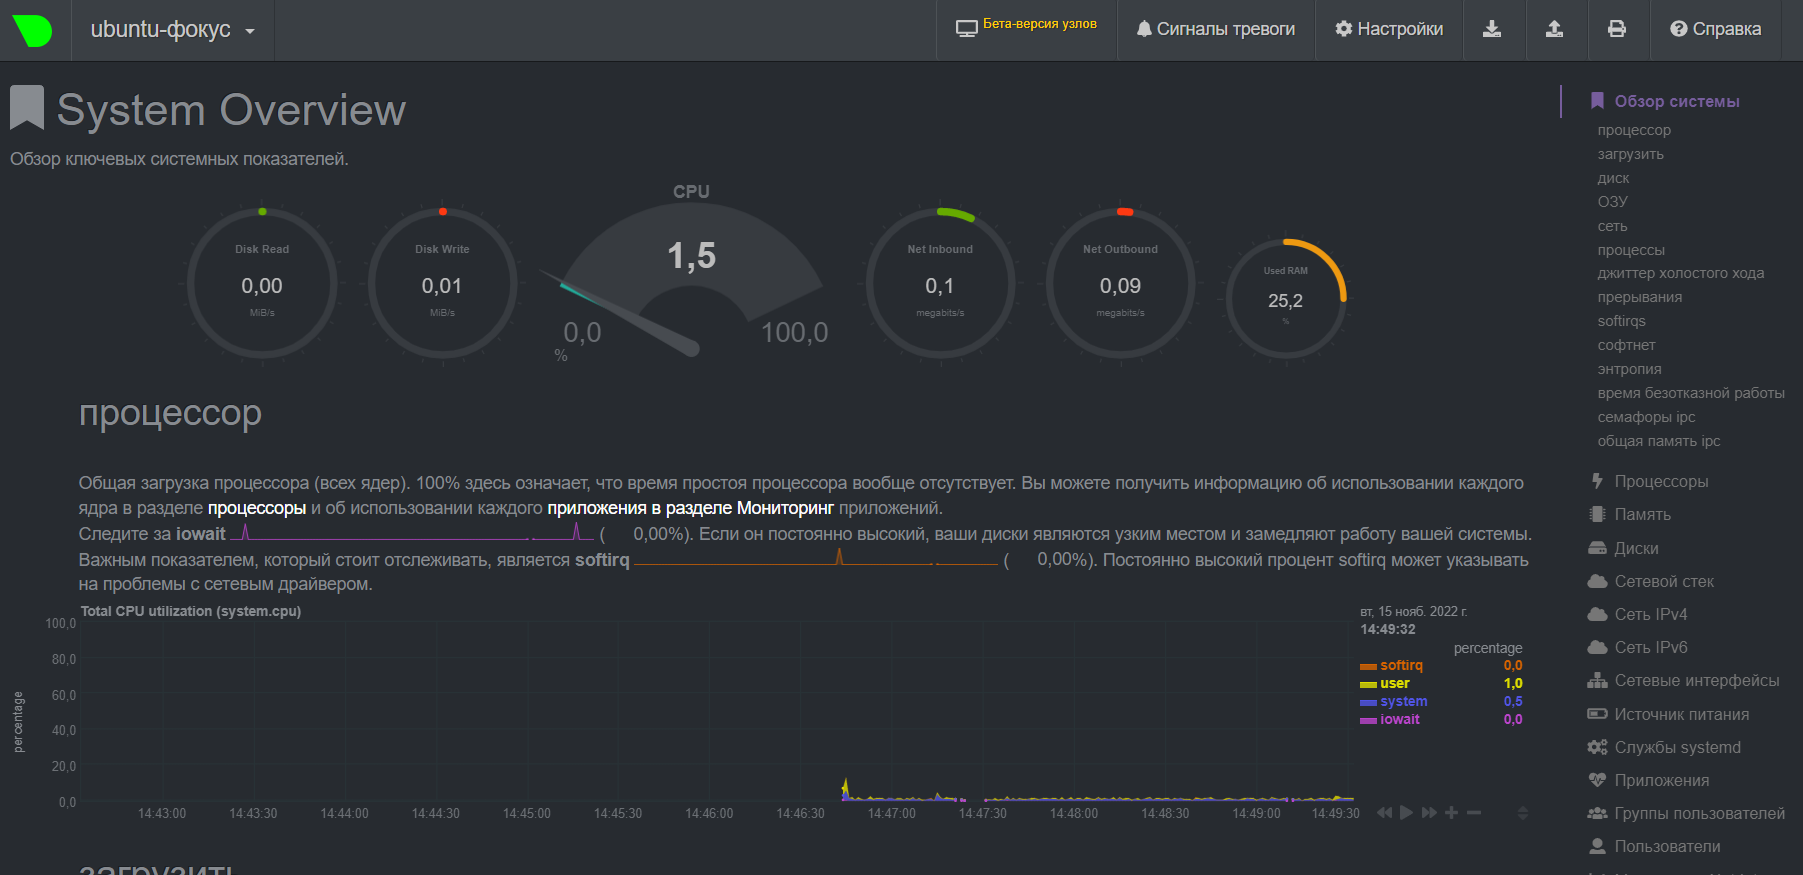 ubuntu-фокус
Бета-версия узлов
Сигналы тревоги
Настройки
Справка
System Overview
Обзор ключевых системных показателей.
Disk Read
0,00
MiB/s
Disk Write
0,01
MiB/s
CPU
1,5
0,0
100,0
%
Net Inbound
0,1
megabits/s
Net Outbound
0,09
megabits/s
Used RAM
25,2
%
процессор
Общая загрузка процессора (всех ядер). 100% здесь означает, что время простоя процессора вообще отсутствует. Вы можете получить информацию об использовании каждого
ядра в разделе процессоры и об использовании каждого приложения в разделе Мониторинг приложений.
Следите за iowait ( 0,00%). Если он постоянно высокий, ваши диски являются узким местом и замедляют работу вашей системы.
Важным показателем, который стоит отслеживать, является softirq ( 0,00%). Постоянно высокий процент softirq может указывать
на проблемы с сетевым драйвером.
Total CPU utilization (system.cpu)
percentage
100,0
80,0
60,0
40,0
20,0
0,0
14:43:00 14:43:30 14:44:00 14:44:30 14:45:00 14:45:30 14:46:00 14:46:30 14:47:00 14:47:30 14:48:00 14:48:30 14:49:00 14:49:30
вт, 15 нояб. 2022 г.
14:49:32
percentage
softirq 0,0
user 1,0
system 0,5
iowait 0,0
загрузить
Обзор системы
процессор
загрузить
диск
ОЗУ
сеть
процессы
джиттер холостого хода
прерывания
softirqs
софтнет
энтропия
время безотказной работы
семафоры ipc
общая память ipc
Процессоры
Память
Диски
Сетевой стек
Сеть IPv4
Сеть IPv6
Сетевые интерфейсы
Источник питания
Службы systemd
Приложения
Группы пользователей
Пользователи